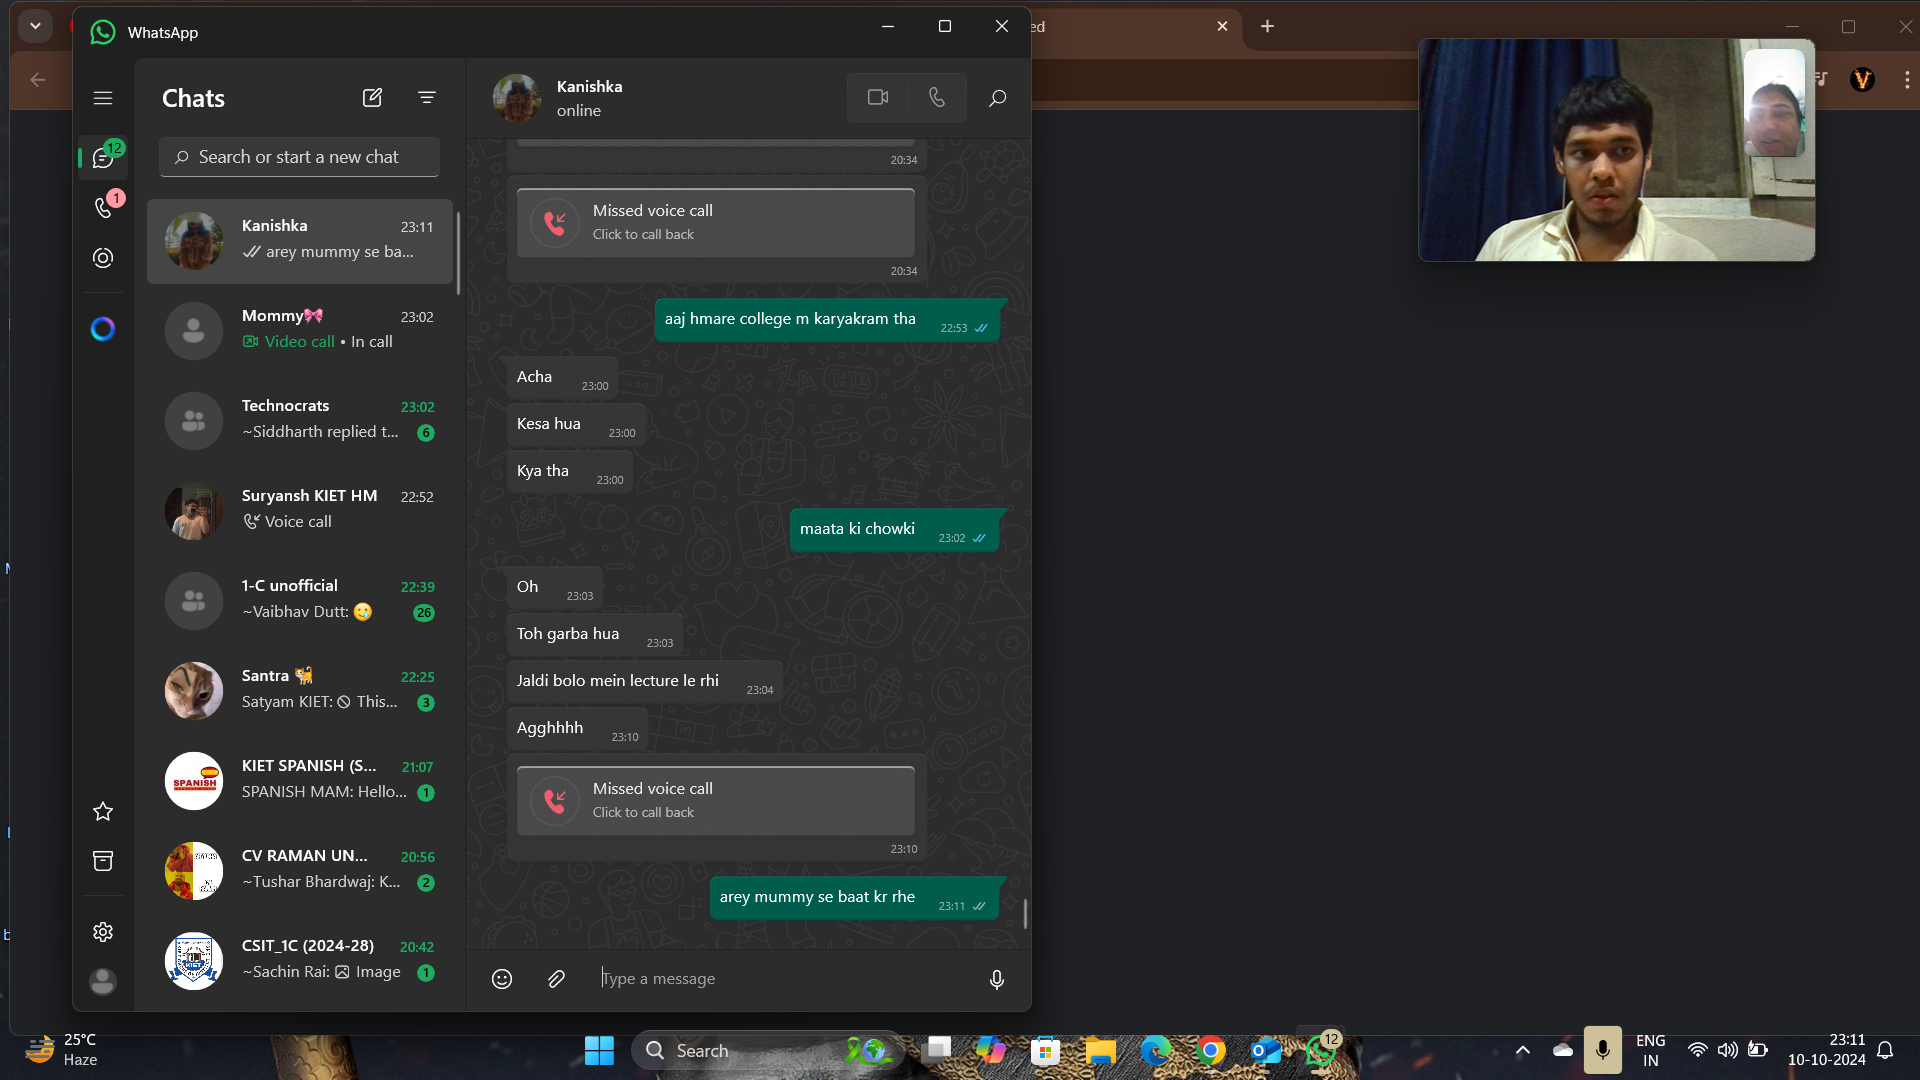 WhatsApp
ed
Chats
Search or start a new chat
12
1
Kanishka
23:11
arey mummy se ba...
Mommy🎀
23:02
Video call • In call
Technocrats
23:02
~Siddharth replied t...
6
Suryansh KIET HM
22:52
Voice call
1-C unofficial
22:39
~Vaibhav Dutt: 🥲
26
Santra 🐈
22:25
Satyam KIET: 🚫 This...
3
SPANISH
KIET SPANISH (S...
21:07
SPANISH MAM: Hello...
1
CV RAMAN UN...
20:56
~Tushar Bhardwaj: K...
2
KIET
CSIT_1C (2024-28)
20:42
~Sachin Rai: Image
1
Kanishka
online
20:34
Missed voice call
Click to call back
20:34
aaj hmare college m karyakram tha
22:53
Acha
23:00
Kesa hua
23:00
Kya tha
23:00
maata ki chowki
23:02
Oh
23:03
Toh garba hua
23:03
Jaldi bolo mein lecture le rhi
23:04
Agghhhh
23:10
Missed voice call
Click to call back
23:10
arey mummy se baat kr rhe
23:11
Type a message
25°C
Haze
Search
12
ENG
IN
23:11
10-10-2024